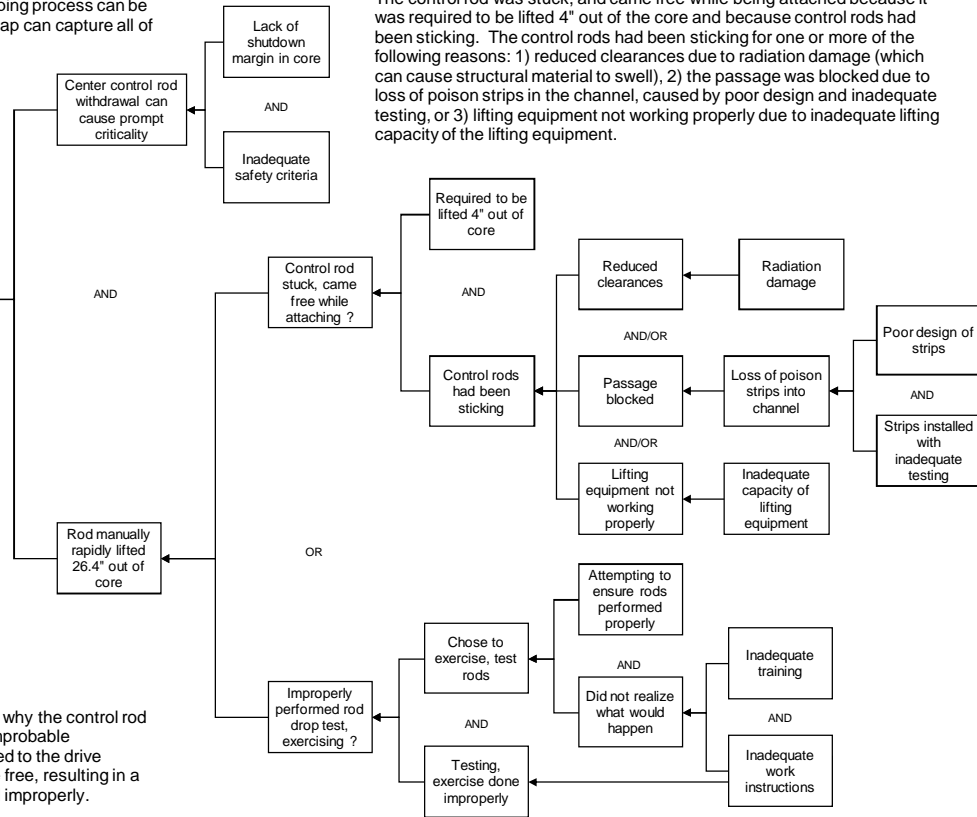 oing process can be
ap can capture all of
The control rod was stuck, and came free while being attached because it
was required to be lifted 4" out of the core and because control rods had
been sticking.  The control rods had been sticking for one or more of the
following reasons: 1) reduced clearances due to radiation damage (which
can cause structural material to swell), 2) the passage was blocked due to
loss of poison strips in the channel, caused by poor design and inadequate
testing, or 3) lifting equipment not working properly due to inadequate lifting
capacity of the lifting equipment.
Lack of
shutdown
margin in core
AND
Inadequate
safety criteria
Center control rod
withdrawal can
cause prompt
criticality
AND
Rod manually
rapidly lifted
26.4" out of
core
Control rod
stuck, came
free while
attaching ?
OR
Improperly
performed rod
drop test,
exercising ?
Required to be
lifted 4" out of
core
AND
Control rods
had been
sticking
Reduced
clearances
AND/OR
Passage
blocked
AND/OR
Lifting
equipment not
working
properly
Radiation
damage
Loss of poison
strips into
channel
Inadequate
capacity of
lifting
equipment
Poor design of
strips
AND
Strips installed
with
inadequate
testing
Chose to
exercise, test
rods
AND
Testing,
exercise done
improperly
Attempting to
ensure rods
performed
properly
AND
Did not realize
what would
happen
Inadequate
training
AND
Inadequate
work
instructions
why the control rod
nprobable
ed to the drive
e free, resulting in a
improperly.